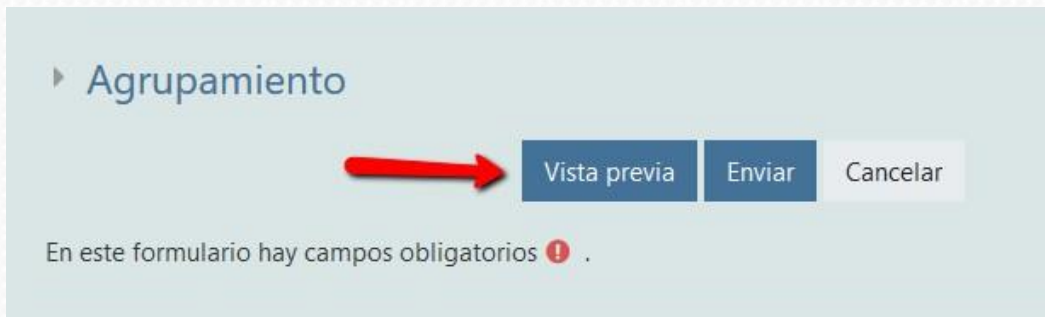 Agrupamiento
Vista previa Enviar Cancelar
En este formulario hay campos obligatorios .